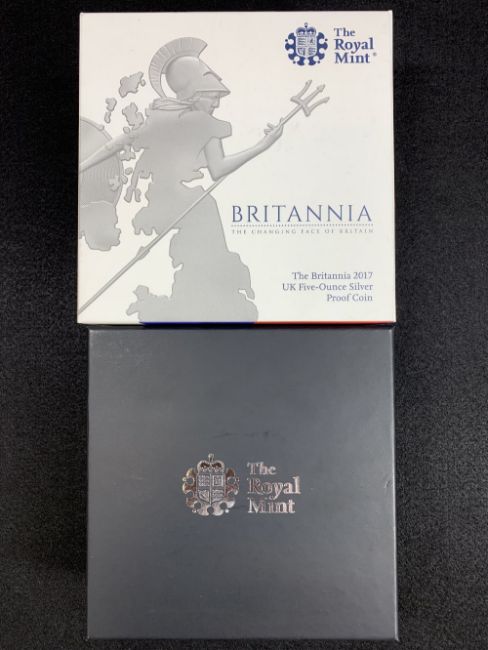 The
Royal
Mint®
BRITANNIA
THE CHANGING FACE OF BRITAIN
The Britannia 2017
UK Five-Ounce Silver
Proof Coin
The
Royal
Mint